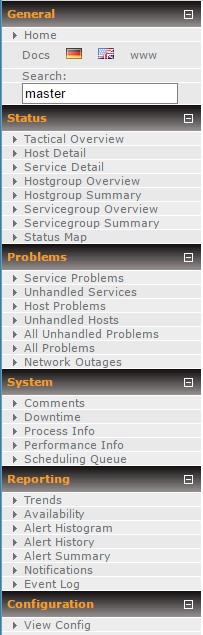 General
Home
Docs www
Search:
master
Status
Tactical Overview
Host Detail
Service Detail
Hostgroup Overview
Hostgroup Summary
Servicegroup Overview
Servicegroup Summary
Status Map
Problems
Service Problems
Unhandled Services
Host Problems
Unhandled Hosts
All Unhandled Problems
All Problems
Network Outages
System
Comments
Downtime
Process Info
Performance Info
Scheduling Queue
Reporting
Trends
Availability
Alert Histogram
Alert History
Alert Summary
Notifications
Event Log
Configuration
View Config